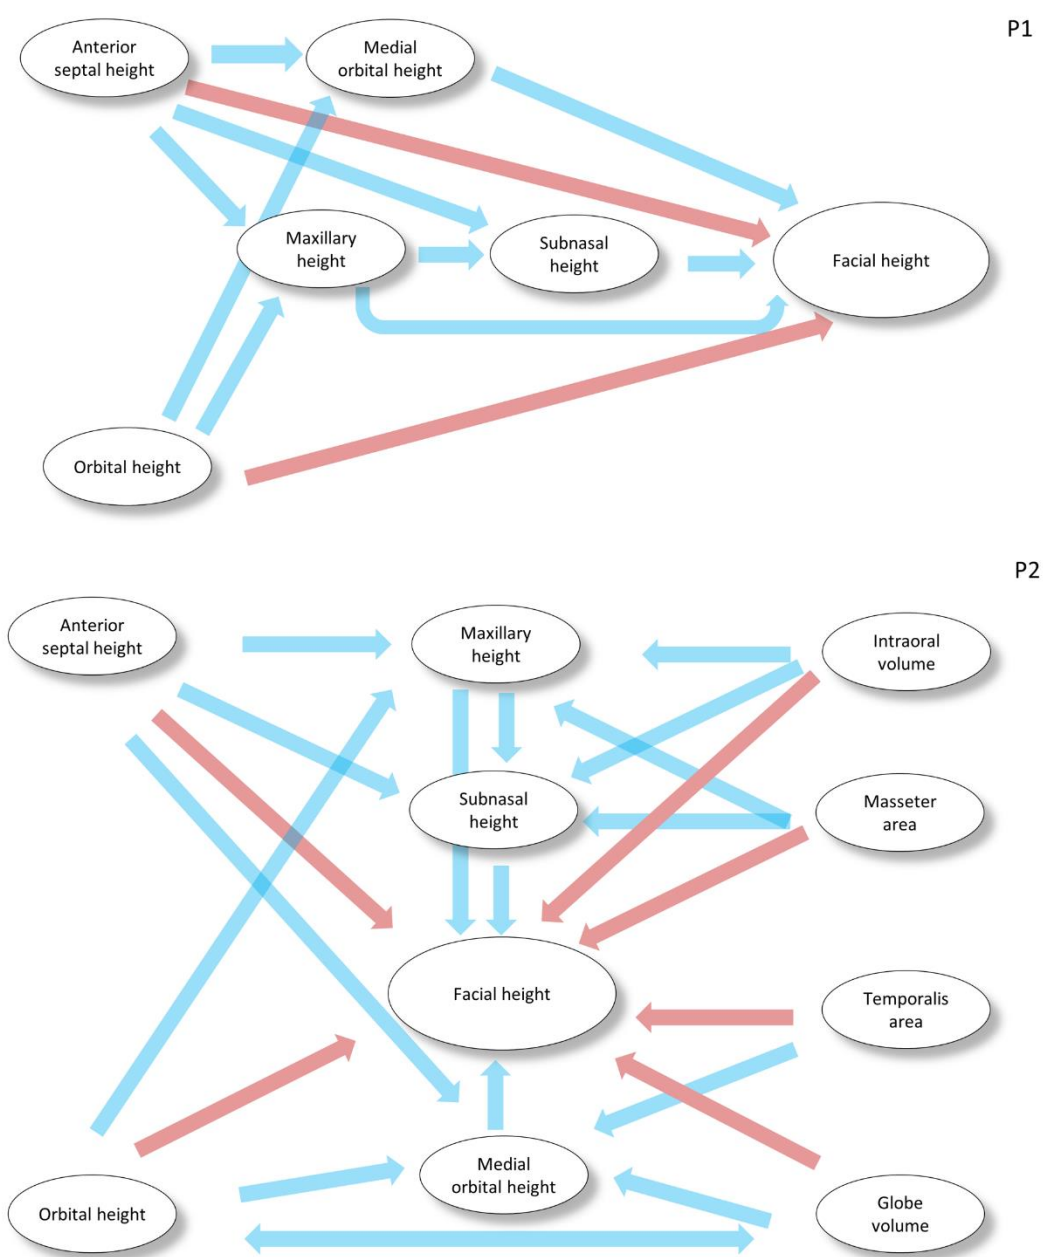 P1
Anterior
septal height
Medial
orbital height
Maxillary
height
Subnasal
height
Facial height
Orbital height
P2
Anterior
septal height
Maxillary
height
Intraoral
volume
Subnasal
height
Masseter
area
Facial height
Temporalis
area
Medial
orbital height
Orbital height
Globe
volume